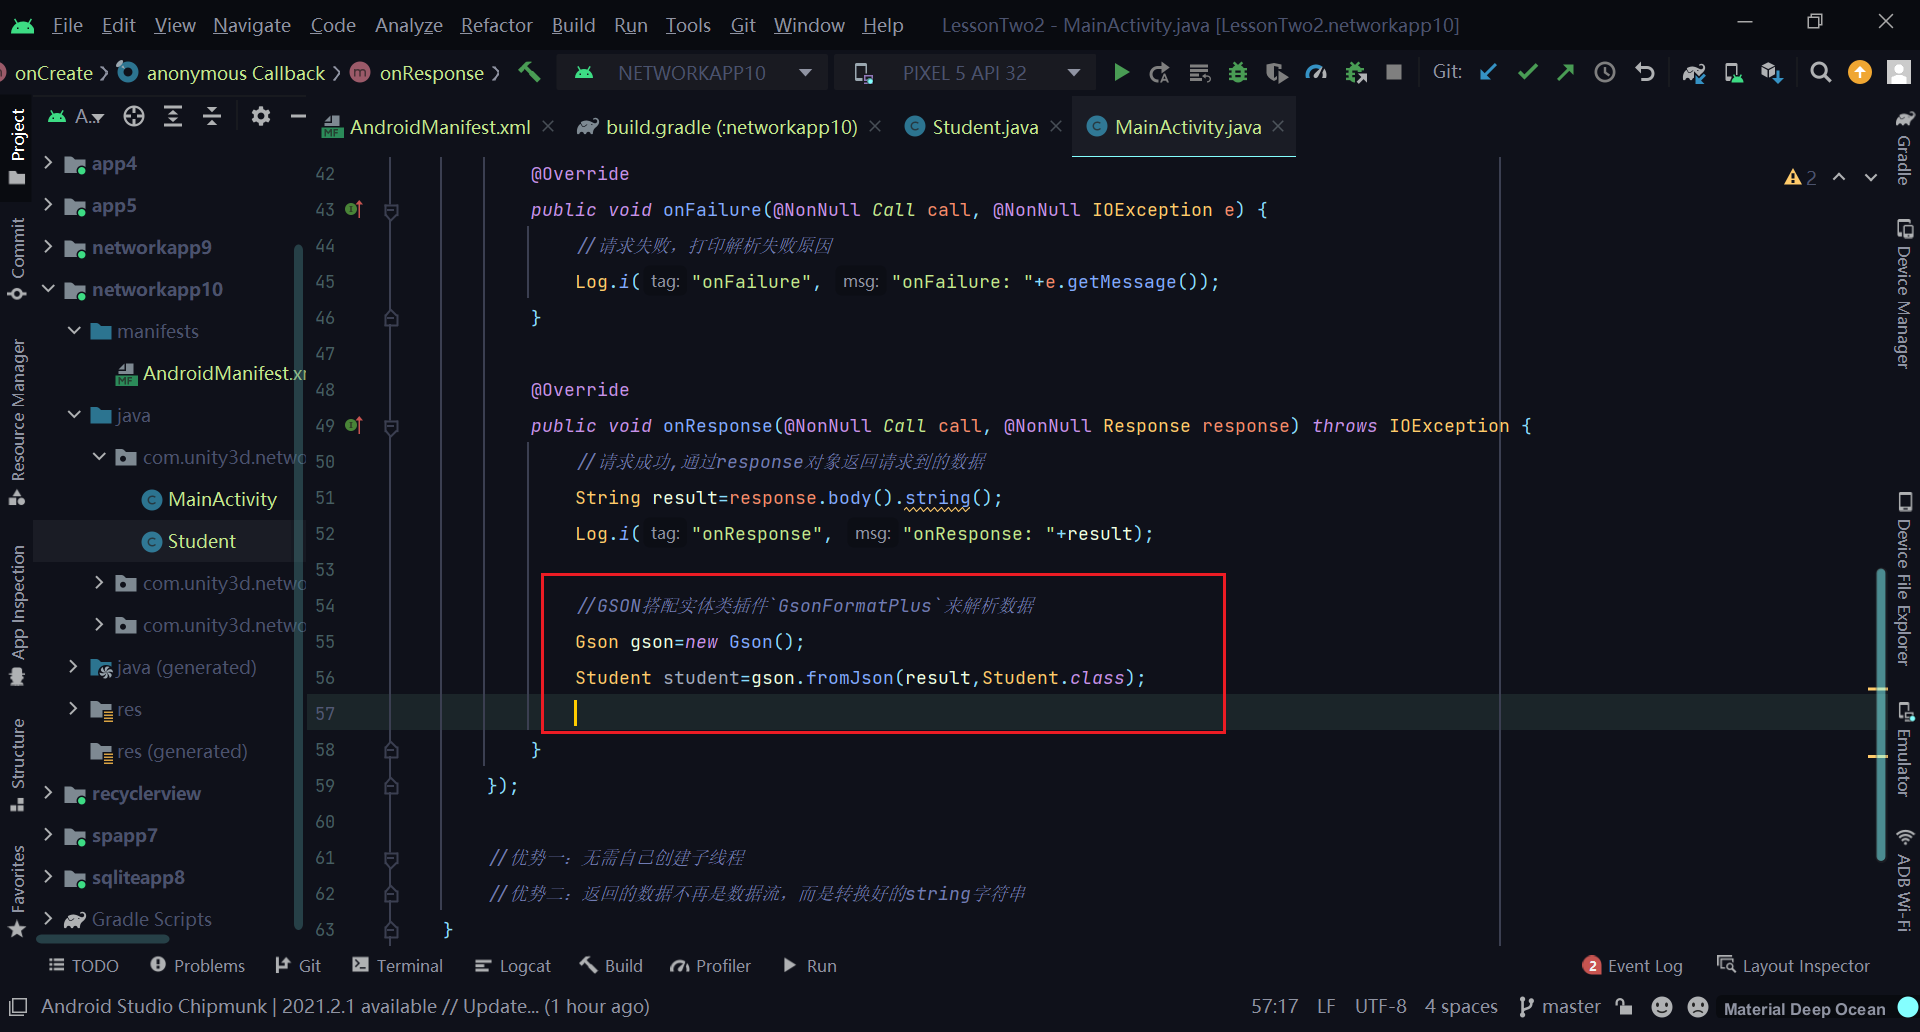 File Edit View Navigate Code Analyze Refactor Build Run Tools Git Window Help LessonTwo2 - MainActivity.java [LessonTwo2.networkapp10]
onCreate anonymous Callback onResponse NETWORKAPP10 PIXEL 5 API 32 Git:
A.. AndroidManifest.xml build.gradle (:networkapp10) Student.java MainActivity.java
Project
Commit
Resource Manager
App Inspection
Structure
Favorites
app4
app5
networkapp9
networkapp10
manifests
AndroidManifest.xr
java
com.unity3d.netwo
MainActivity
Student
com.unity3d.netwo
com.unity3d.netwo
java (generated)
res
res (generated)
recyclerview
spapp7
sqliteapp8
Gradle Scripts
2
42 @Override
43 public void onFailure(@NonNull Call call, @NonNull IOException e) {
44 //请求失败，打印解析失败原因
45 Log.i( tag: "onFailure", msg: "onFailure: "+e.getMessage());
46 }
47
48 @Override
49 public void onResponse(@NonNull Call call, @NonNull Response response) throws IOException {
50 //请求成功,通过response对象返回请求到的数据
51 String result=response.body().string();
52 Log.i( tag: "onResponse", msg: "onResponse: "+result);
53
54 //GSON搭配实体类插件`GsonFormatPlus`来解析数据
55 Gson gson=new Gson();
56 Student student=gson.fromJson(result,Student.class);
57
58 }
59 });
60
61 //优势一：无需自己创建子线程
62 //优势二：返回的数据不再是数据流，而是转换好的string字符串
63 }
Gradle
Device Manager
Device File Explorer
Emulator
ADB Wi-Fi
TODO Problems Git Terminal Logcat Build Profiler Run 2 Event Log Layout Inspector
Android Studio Chipmunk | 2021.2.1 available // Update... (1 hour ago) 57:17 LF UTF-8 4 spaces master Material Deep Ocean